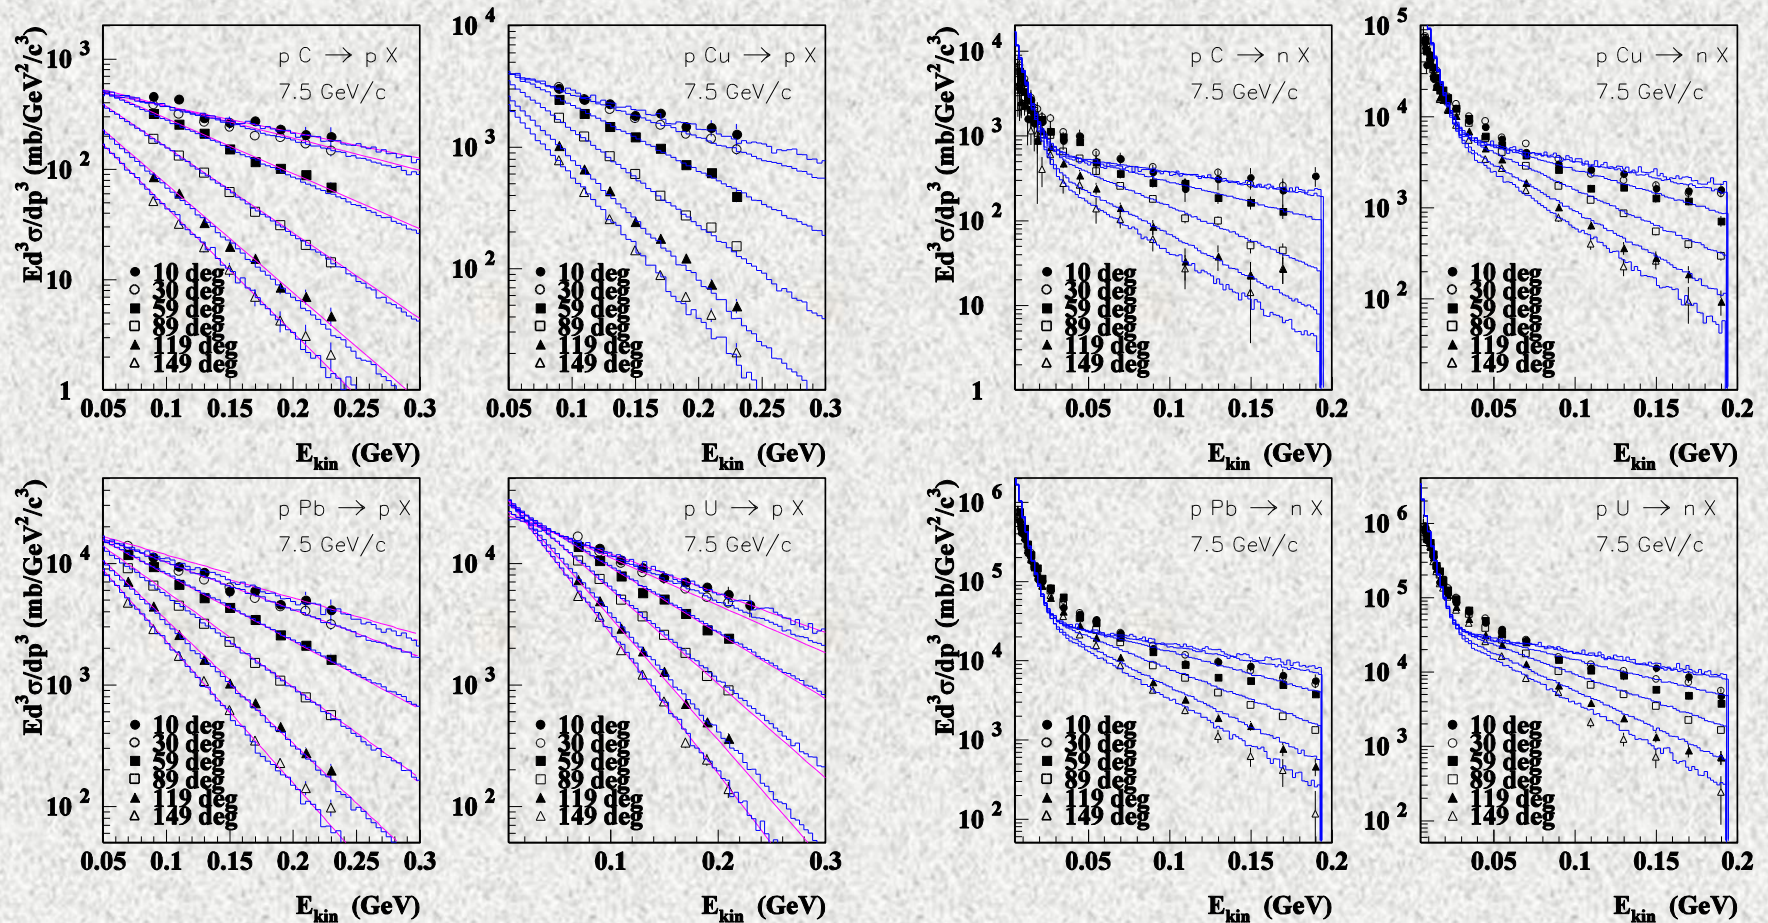 Ed³σ/dp³ (mb/GeV²/c³)
10³
10²
10
1
p C → p X
7.5 GeV/c
10 deg
30 deg
59 deg
89 deg
119 deg
149 deg
0.05 0.1 0.15 0.2 0.25 0.3
E_kin (GeV)
10⁴
10³
10²
p Cu → p X
7.5 GeV/c
10 deg
30 deg
59 deg
89 deg
119 deg
149 deg
0.05 0.1 0.15 0.2 0.25 0.3
E_kin (GeV)
Ed³σ/dp³ (mb/GeV²/c³)
10⁴
10³
10²
10
1
p C → n X
7.5 GeV/c
10 deg
30 deg
59 deg
89 deg
119 deg
149 deg
0.05 0.1 0.15 0.2
E_kin (GeV)
10⁵
10⁴
10³
10²
p Cu → n X
7.5 GeV/c
10 deg
30 deg
59 deg
89 deg
119 deg
149 deg
0.05 0.1 0.15 0.2
E_kin (GeV)
Ed³σ/dp³ (mb/GeV²/c³)
10⁴
10³
10²
p Pb → p X
7.5 GeV/c
10 deg
30 deg
59 deg
89 deg
119 deg
149 deg
0.05 0.1 0.15 0.2 0.25 0.3
E_kin (GeV)
10⁴
10³
10²
p U → p X
7.5 GeV/c
10 deg
30 deg
59 deg
89 deg
119 deg
149 deg
0.1 0.2 0.3
E_kin (GeV)
Ed³σ/dp³ (mb/GeV²/c³)
10⁶
10⁵
10⁴
10³
10²
p Pb → n X
7.5 GeV/c
10 deg
30 deg
59 deg
89 deg
119 deg
149 deg
0.05 0.1 0.15 0.2
E_kin (GeV)
10⁶
10⁵
10⁴
10³
10²
p U → n X
7.5 GeV/c
10 deg
30 deg
59 deg
89 deg
119 deg
149 deg
0.05 0.1 0.15 0.2
E_kin (GeV)